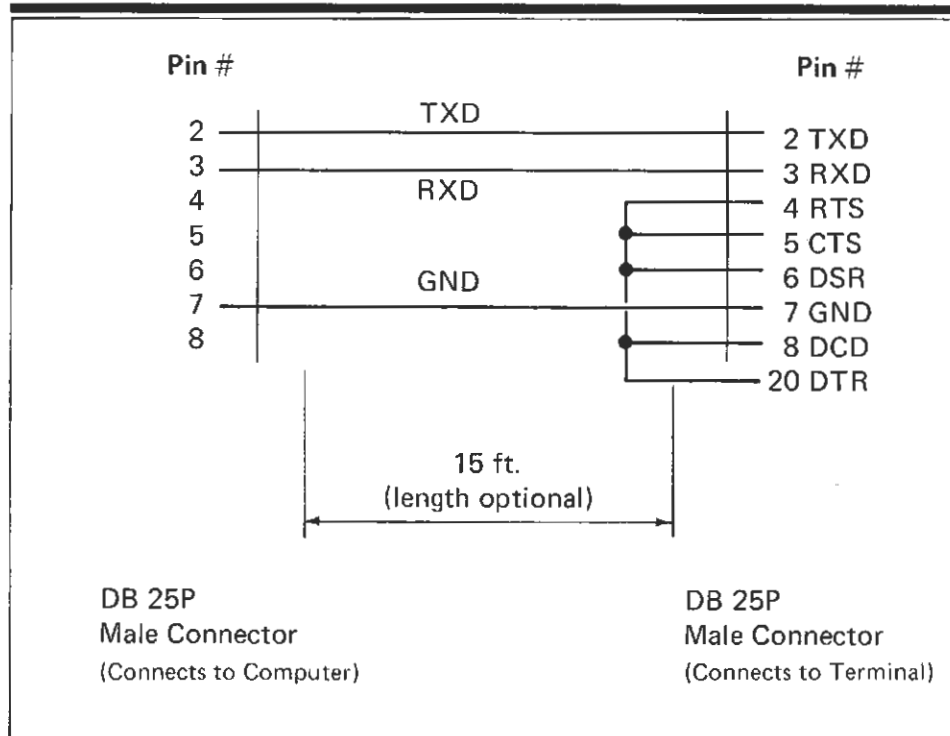 Pin #
Pin #
TXD
2
2 TXD
3
3 RXD
RXD
4
4 RTS
5
5 CTS
6
6 DSR
GND
7
7 GND
8
8 DCD
20 DTR
15 ft.
(length optional)
DB 25P
Male Connector
(Connects to Computer)
DB 25P
Male Connector
(Connects to Terminal)